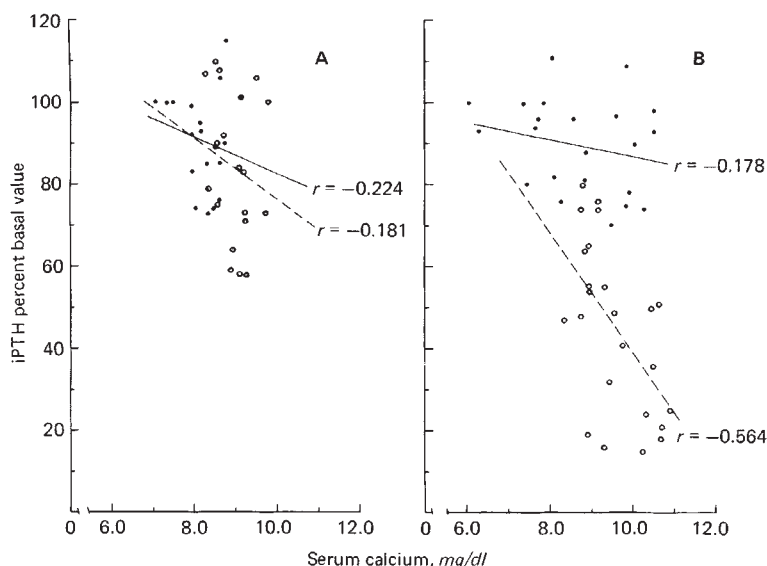 120
100
80
60
40
20
iPTH percent basal value
A
r = −0.224
r = −0.181
B
r = −0.178
r = −0.564
0 6.0 8.0 10.0 12.0
0 6.0 8.0 10.0 12.0
Serum calcium, mg/dl